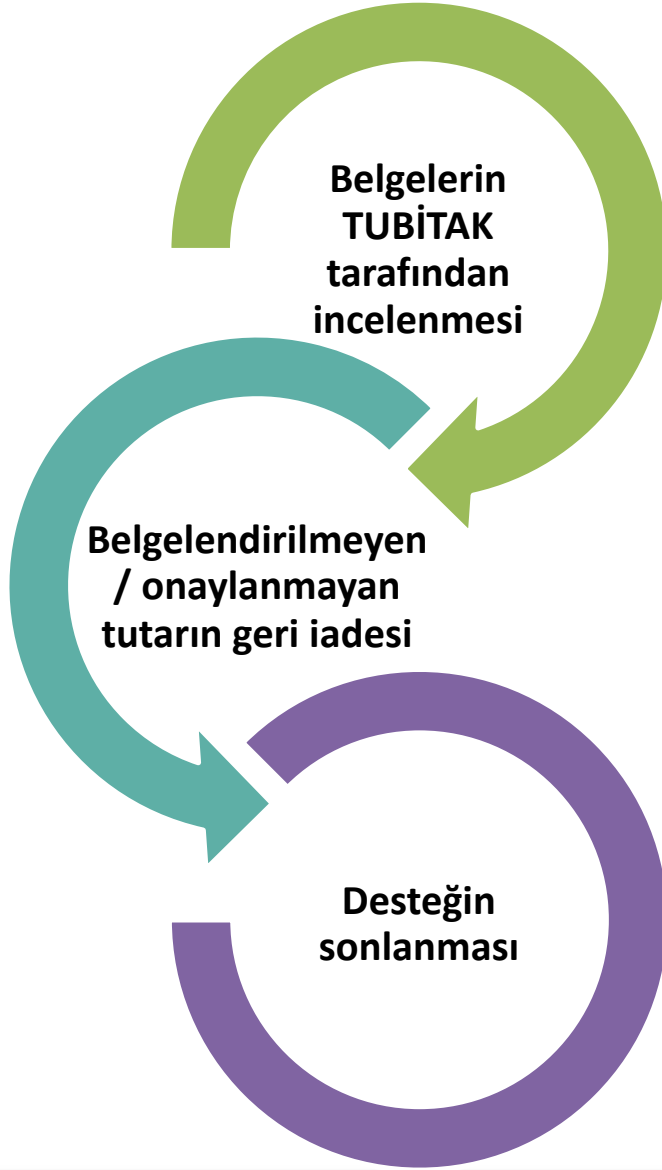 Belgelerin
TUBİTAK
tarafından
incelenmesi
Belgelendirilmeyen
/ onaylanmayan
tutarın geri iadesi
Desteğin
sonlanması